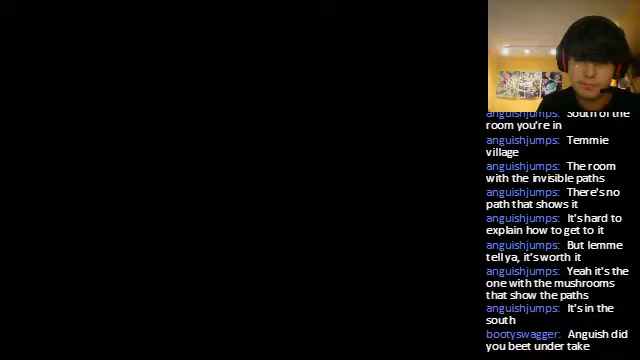 anguishjumps: South of the
room you're in
anguishjumps: Temmie
village
anguishjumps: The room
with the invisible paths
anguishjumps: There's no
path that shows it
anguishjumps: It's hard to
explain how to get to it
anguishjumps: But lemme
tell ya, it's worth it
anguishjumps: Yeah it's the
one with the mushrooms
that show the paths
anguishjumps: It's in the
south
bootyswagger: Anguish did
you beet under take